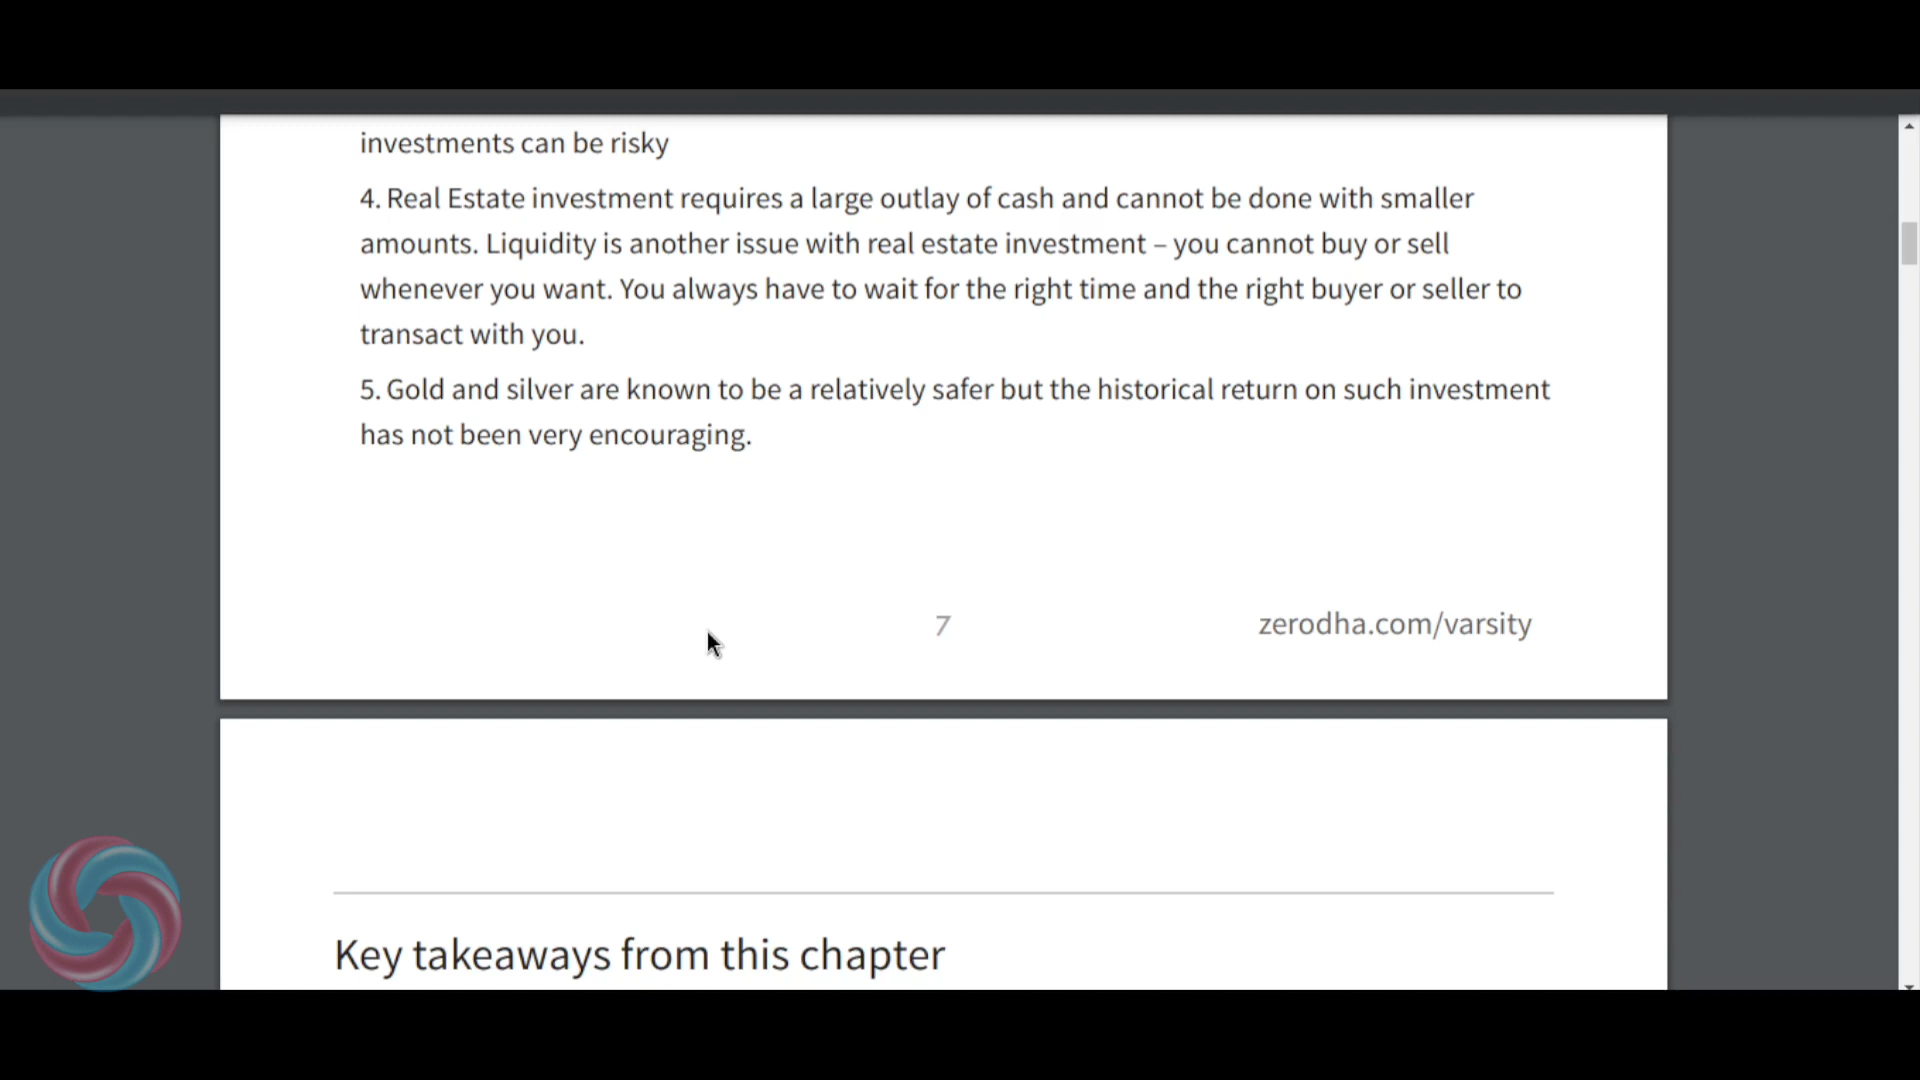 investments can be risky
4. Real Estate investment requires a large outlay of cash and cannot be done with smaller
amounts. Liquidity is another issue with real estate investment – you cannot buy or sell
whenever you want. You always have to wait for the right time and the right buyer or seller to
transact with you.
5. Gold and silver are known to be a relatively safer but the historical return on such investment
has not been very encouraging.
7
zerodha.com/varsity
Key takeaways from this chapter